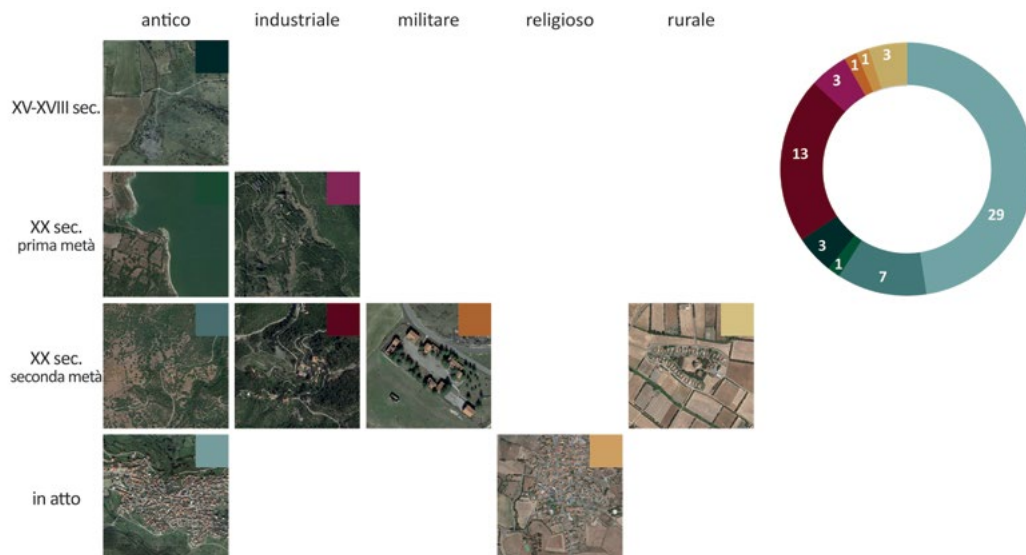 antico industriale militare religioso rurale
XV-XVIII sec.
XX sec.
prima metà
XX sec.
seconda metà
in atto
3
1
1
3
13
3
1
7
29